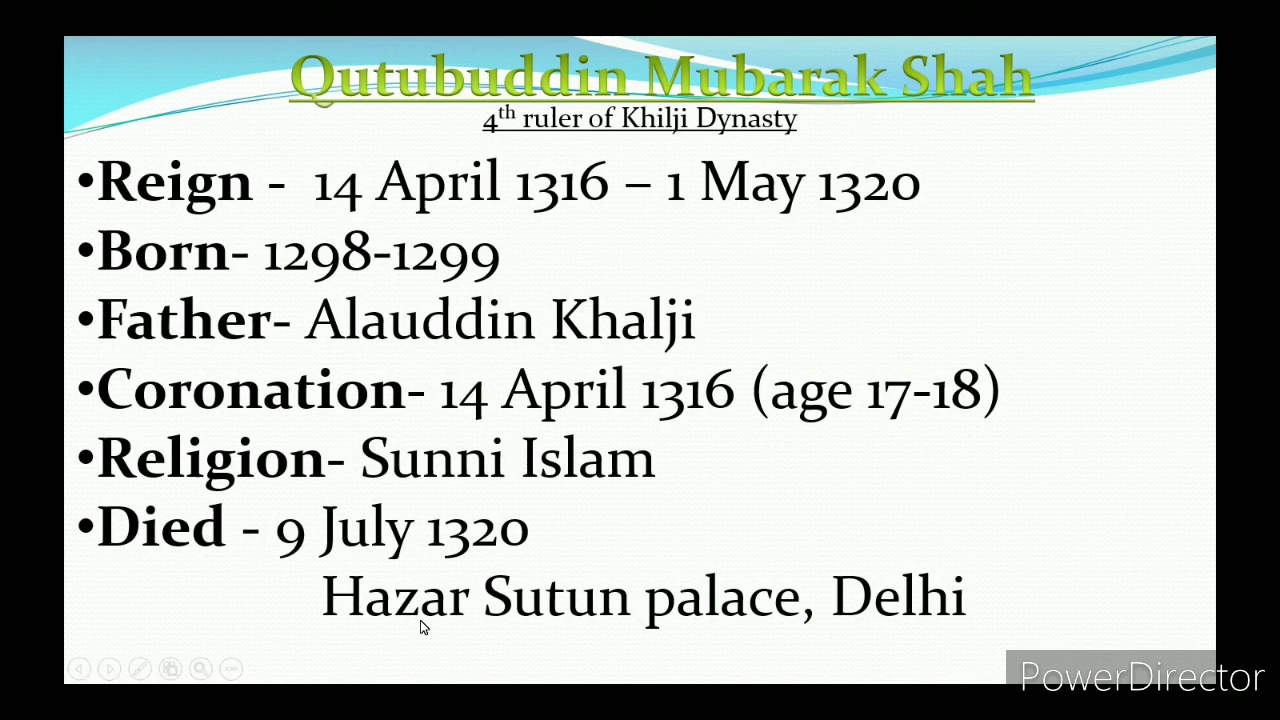 Qutubuddin Mubarak Shah
4th ruler of Khilji Dynasty
•Reign - 14 April 1316 – 1 May 1320
•Born- 1298-1299
•Father- Alauddin Khalji
•Coronation- 14 April 1316 (age 17-18)
•Religion- Sunni Islam
•Died - 9 July 1320
Hazar Sutun palace, Delhi
PowerDirector